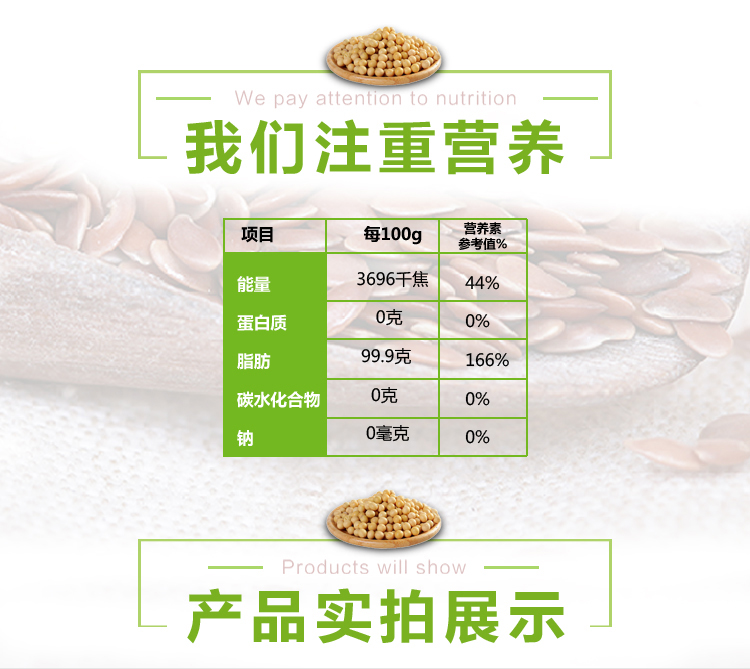 We pay attention to nutrition
我们注重营养
项目 每100g 营养素参考值%
能量 3696千焦 44%
蛋白质 0克 0%
脂肪 99.9克 166%
碳水化合物 0克 0%
钠 0毫克 0%
Products will show
产品实拍展示